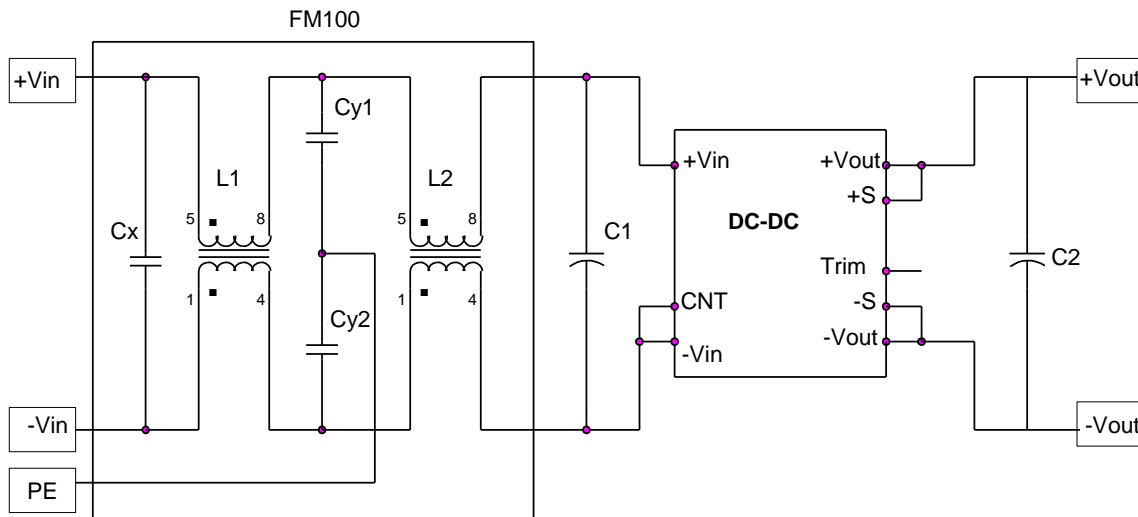 FM100
+Vin
Cy1
+Vin
+Vout
+Vout
L1
L2
+S
5
8
5
8
DC-DC
Cx
C1
C2
Trim
1
4
1
4
CNT
-S
Cy2
-Vin
-Vout
-Vin
-Vout
PE